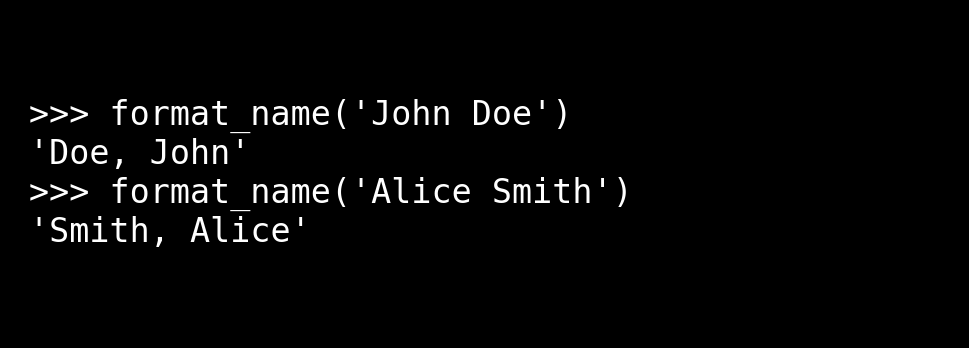 >>> format_name('John Doe')
'Doe, John'
>>> format_name('Alice Smith')
'Smith, Alice'